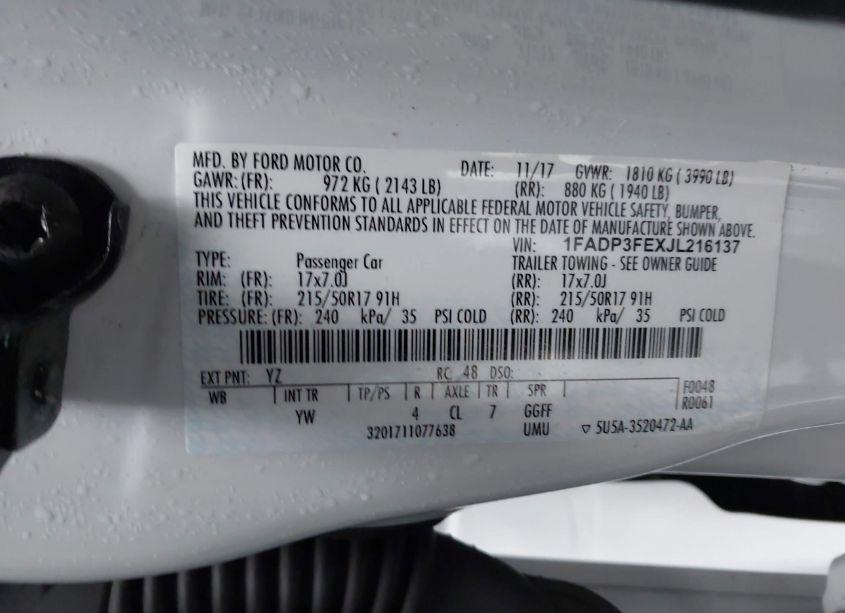 MFD. BY FORD MOTOR CO. DATE: 11/17 GVWR: 1810 KG ( 3990 LB)
GAWR: (FR): 972 KG ( 2143 LB) (RR): 880 KG ( 1940 LB)
THIS VEHICLE CONFORMS TO ALL APPLICABLE FEDERAL MOTOR VEHICLE SAFETY, BUMPER,
AND THEFT PREVENTION STANDARDS IN EFFECT ON THE DATE OF MANUFACTURE SHOWN ABOVE.
VIN: 1FADP3FEXJL216137
TYPE: Passenger Car TRAILER TOWING - SEE OWNER GUIDE
RIM: (FR): 17x7.0J (RR): 17x7.0J
TIRE: (FR): 215/50R17 91H (RR): 215/50R17 91H
PRESSURE: (FR): 240 kPa/ 35 PSI COLD (RR): 240 kPa/ 35 PSI COLD
EXT PNT: YZ RC: 48 DSO:
WB INT TR TP/PS R AXLE TR SPR F0048
YW 4 CL 7 GGFF R0061
3201711077638 UMU ▽ 5U5A-3520472-AA